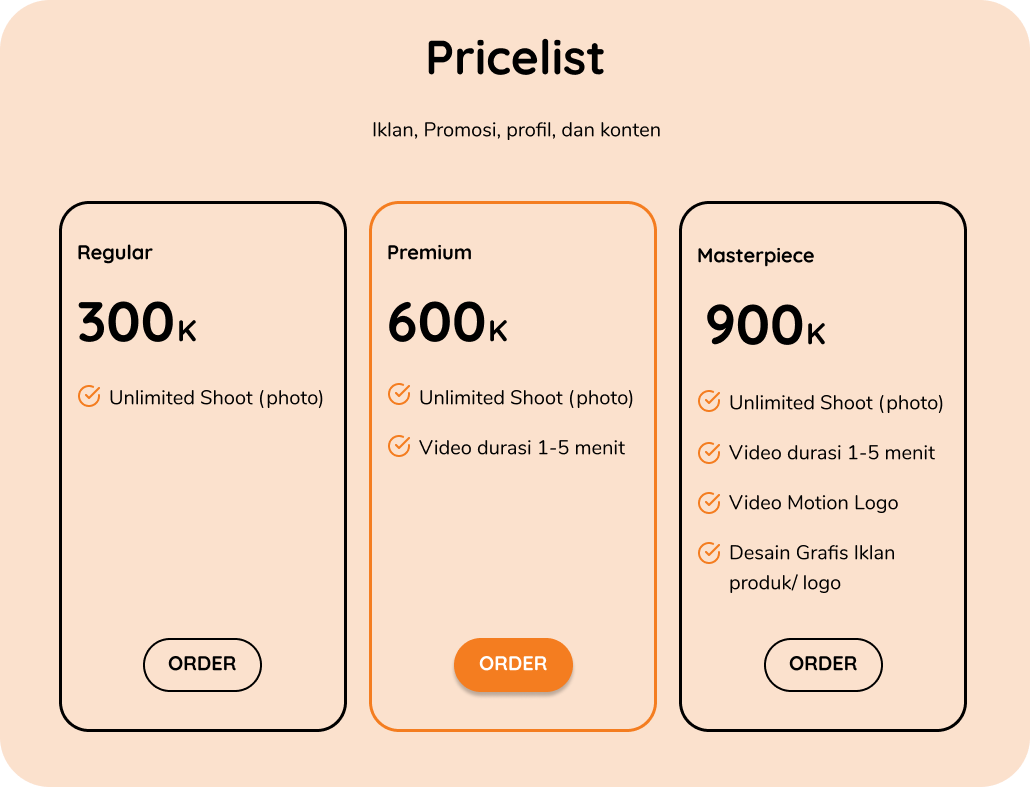 Pricelist
Iklan, Promosi, profil, dan konten
Regular
300K
Unlimited Shoot (photo)
ORDER
Premium
600K
Unlimited Shoot (photo)
Video durasi 1-5 menit
ORDER
Masterpiece
900K
Unlimited Shoot (photo)
Video durasi 1-5 menit
Video Motion Logo
Desain Grafis Iklan
produk/ logo
ORDER